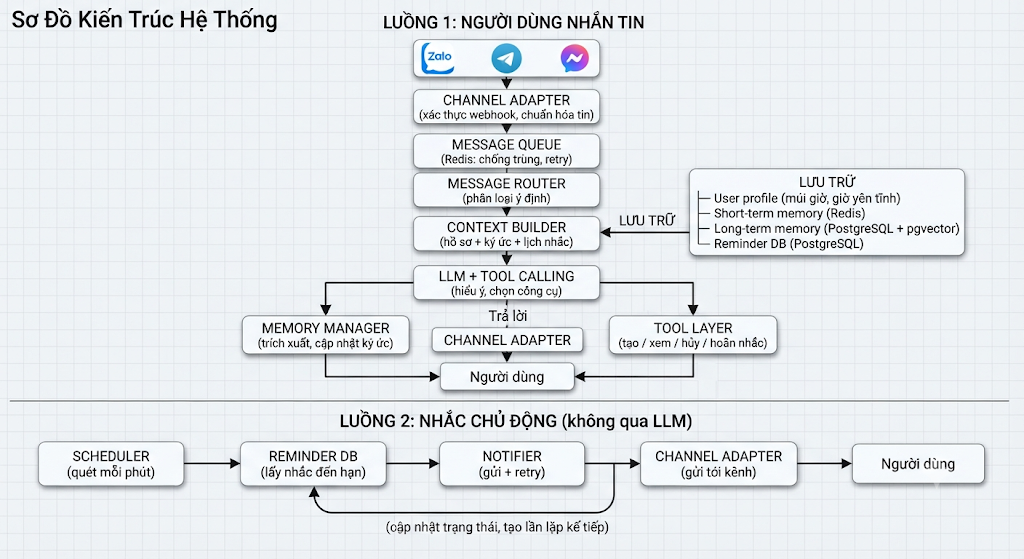 Sơ Đồ Kiến Trúc Hệ Thống
LUỒNG 1: NGƯỜI DÙNG NHẮN TIN
Zalo
CHANNEL ADAPTER
(xác thực webhook, chuẩn hóa tin)
MESSAGE QUEUE
(Redis: chống trùng, retry)
MESSAGE ROUTER
(phân loại ý định)
CONTEXT BUILDER
(hồ sơ + ký ức + lịch nhắc)
LƯU TRỮ
LƯU TRỮ
User profile (múi giờ, giờ yên tĩnh)
Short-term memory (Redis)
Long-term memory (PostgreSQL + pgvector)
Reminder DB (PostgreSQL)
LLM + TOOL CALLING
(hiểu ý, chọn công cụ)
Trả lời
MEMORY MANAGER
(trích xuất, cập nhật ký ức)
CHANNEL ADAPTER
TOOL LAYER
(tạo / xem / hủy / hoãn nhắc)
Người dùng
LUỒNG 2: NHẮC CHỦ ĐỘNG (không qua LLM)
SCHEDULER
(quét mỗi phút)
REMINDER DB
(lấy nhắc đến hạn)
NOTIFIER
(gửi + retry)
CHANNEL ADAPTER
(gửi tới kênh)
Người dùng
(cập nhật trạng thái, tạo lần lặp kế tiếp)